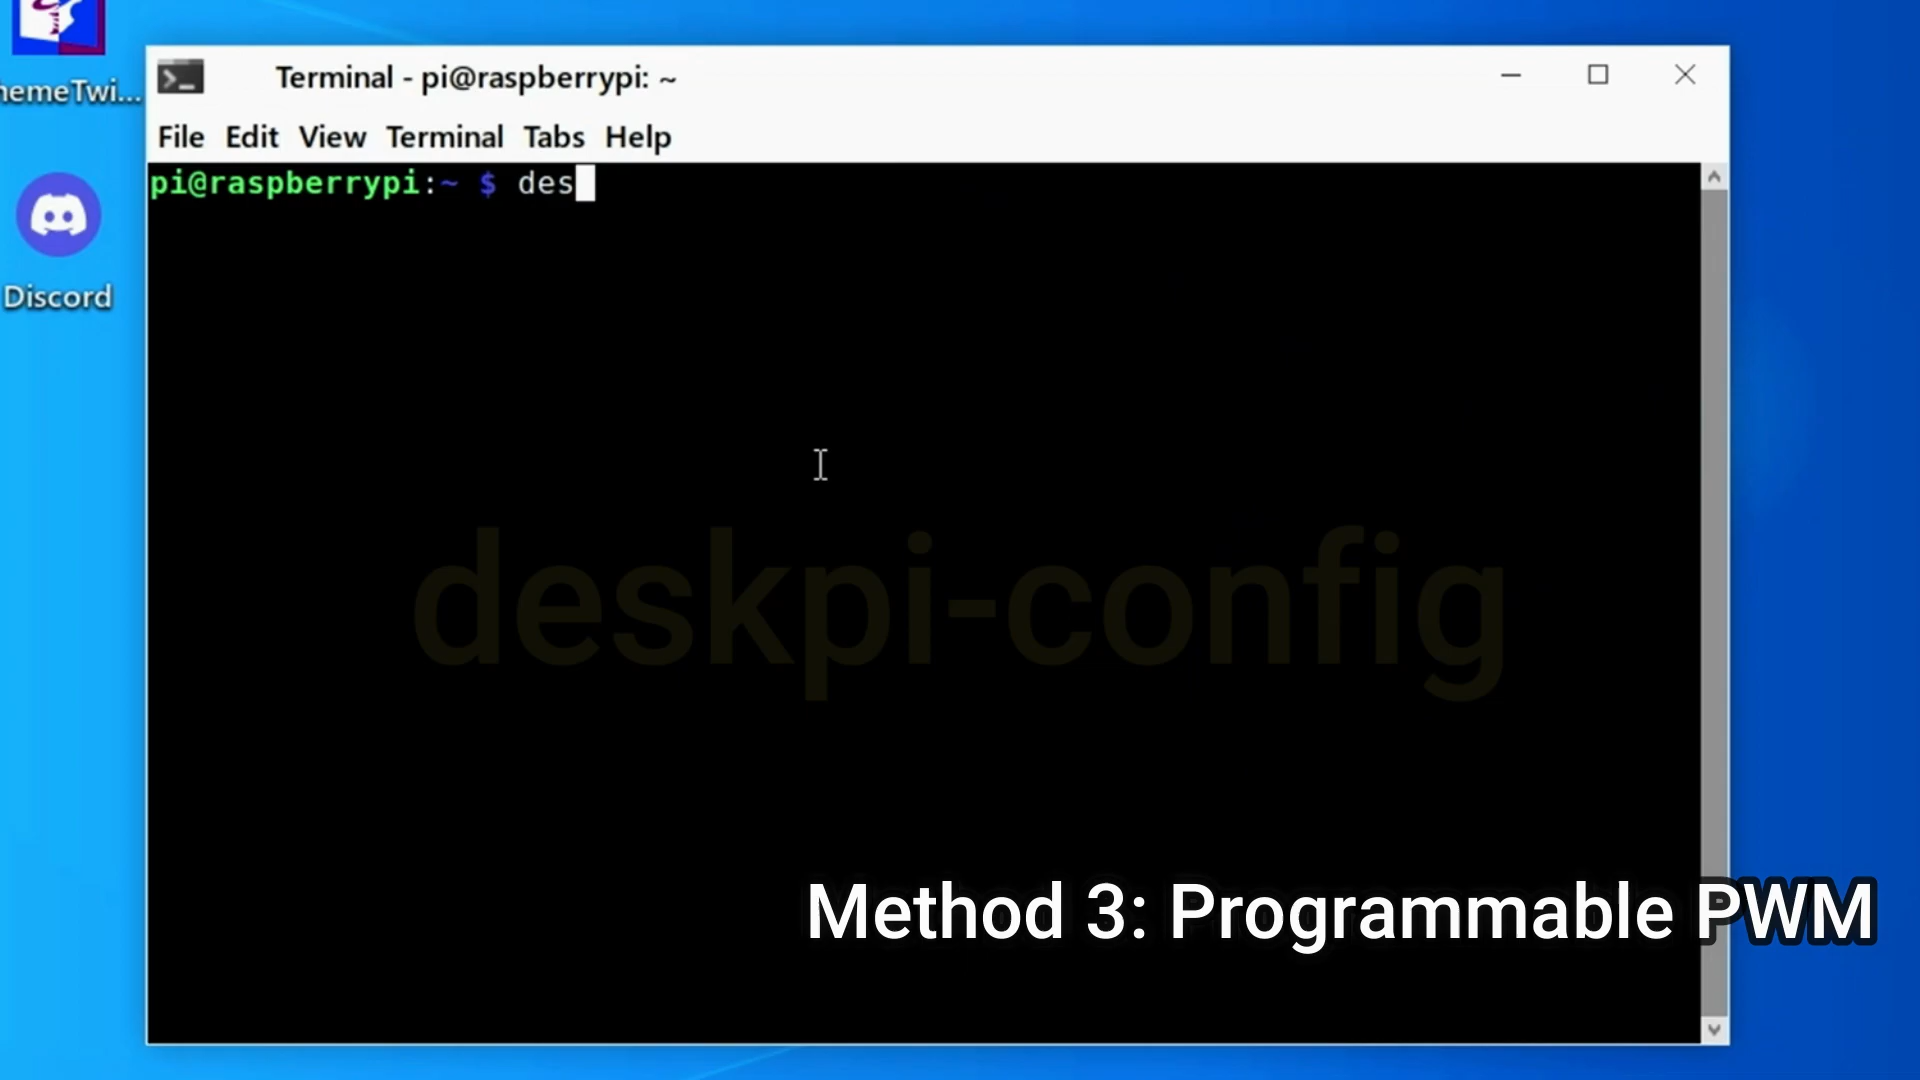 hemeTwi...
Discord
Terminal - pi@raspberrypi: ~
File Edit View Terminal Tabs Help
pi@raspberrypi:~ $ des
deskpi-config
Method 3: Programmable PWM